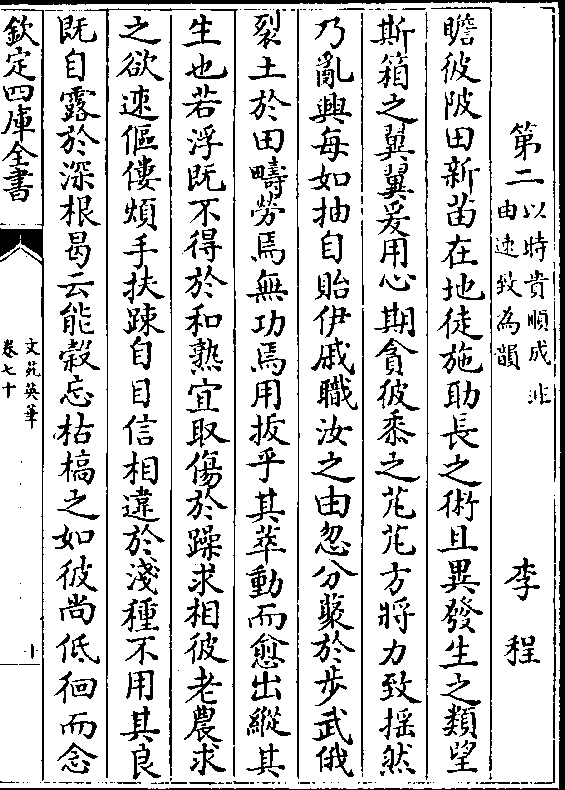 第二以時貴順成非由速致為韻 李程
瞻彼陂田新苗在地徒施助長之術且異發生之類望
斯箱之翼翼爰用心期貪彼黍之芃芃方將力致揺然
乃亂興每如抽自貽伊戚職汝之由忽分蘖於步武俄
裂土於田疇勞焉無功焉用拔乎其萃動而愈出縱其
生也若浮既不得於和熟宜取傷於躁求相彼老農求
之欲速傴僂煩手扶踈自目信相違於淺種不用其良
既自露於深根曷云能榖忘枯槁之如彼尚低徊而念
欽定四庫全書
文苑英華
卷七十
十